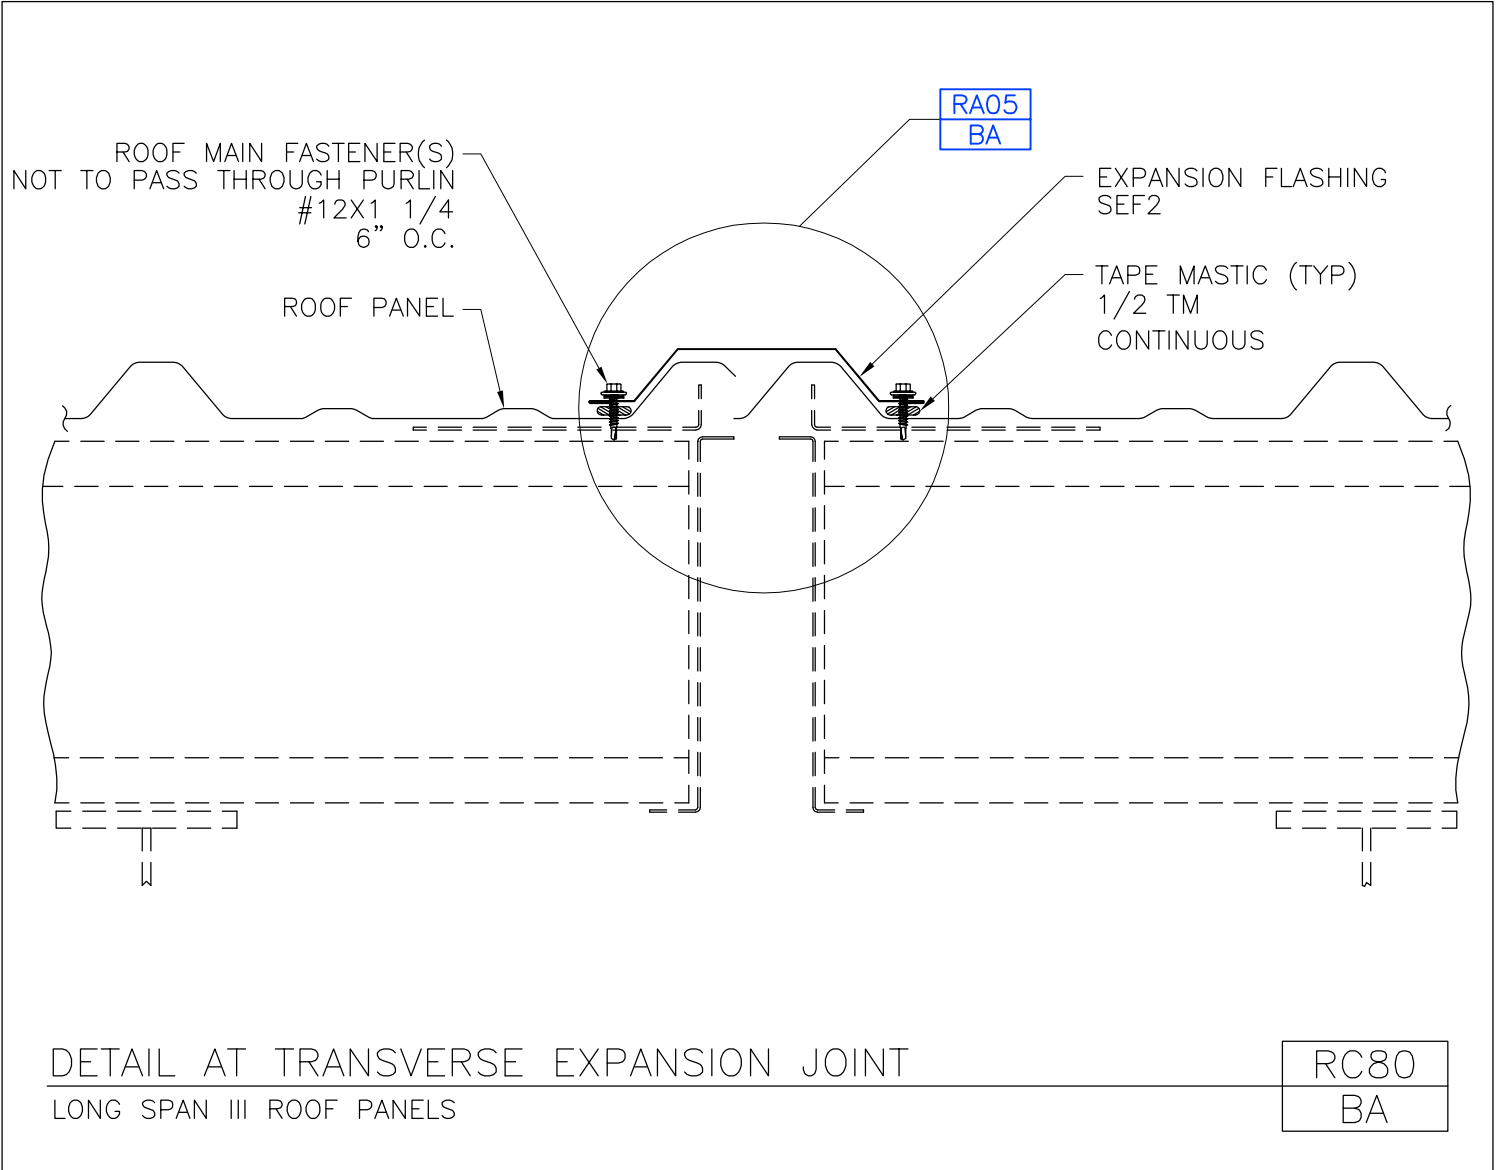 RA05
BA
ROOF MAIN FASTENER(S)
NOT TO PASS THROUGH PURLIN
#12X1 1/4
6" O.C.
EXPANSION FLASHING
SEF2
TAPE MASTIC (TYP)
1/2 TM
CONTINUOUS
ROOF PANEL
DETAIL AT TRANSVERSE EXPANSION JOINT
LONG SPAN III ROOF PANELS
RC80
BA